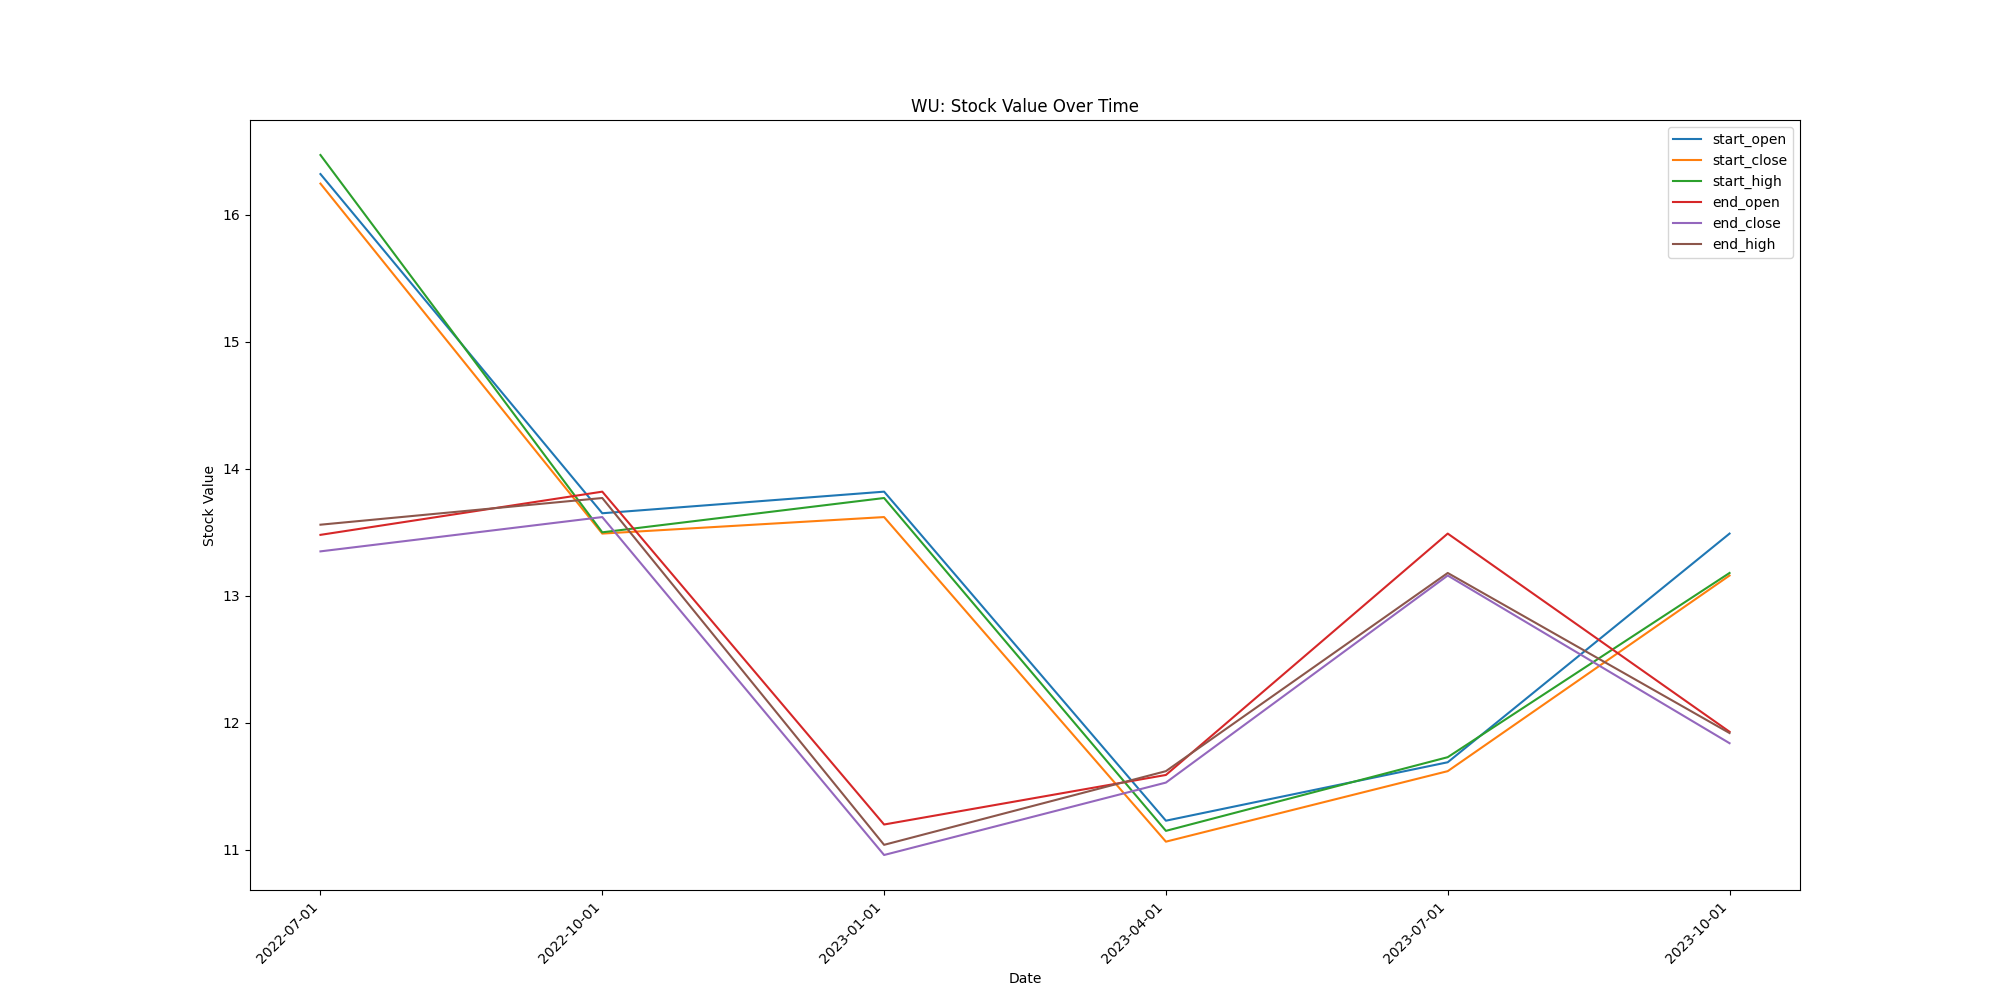 WU: Stock Value Over Time
start_open
start_close
start_high
end_open
end_close
end_high
Stock Value
16
15
14
13
12
11
2022-07-01
2022-10-01
2023-01-01
2023-04-01
2023-07-01
2023-10-01
Date